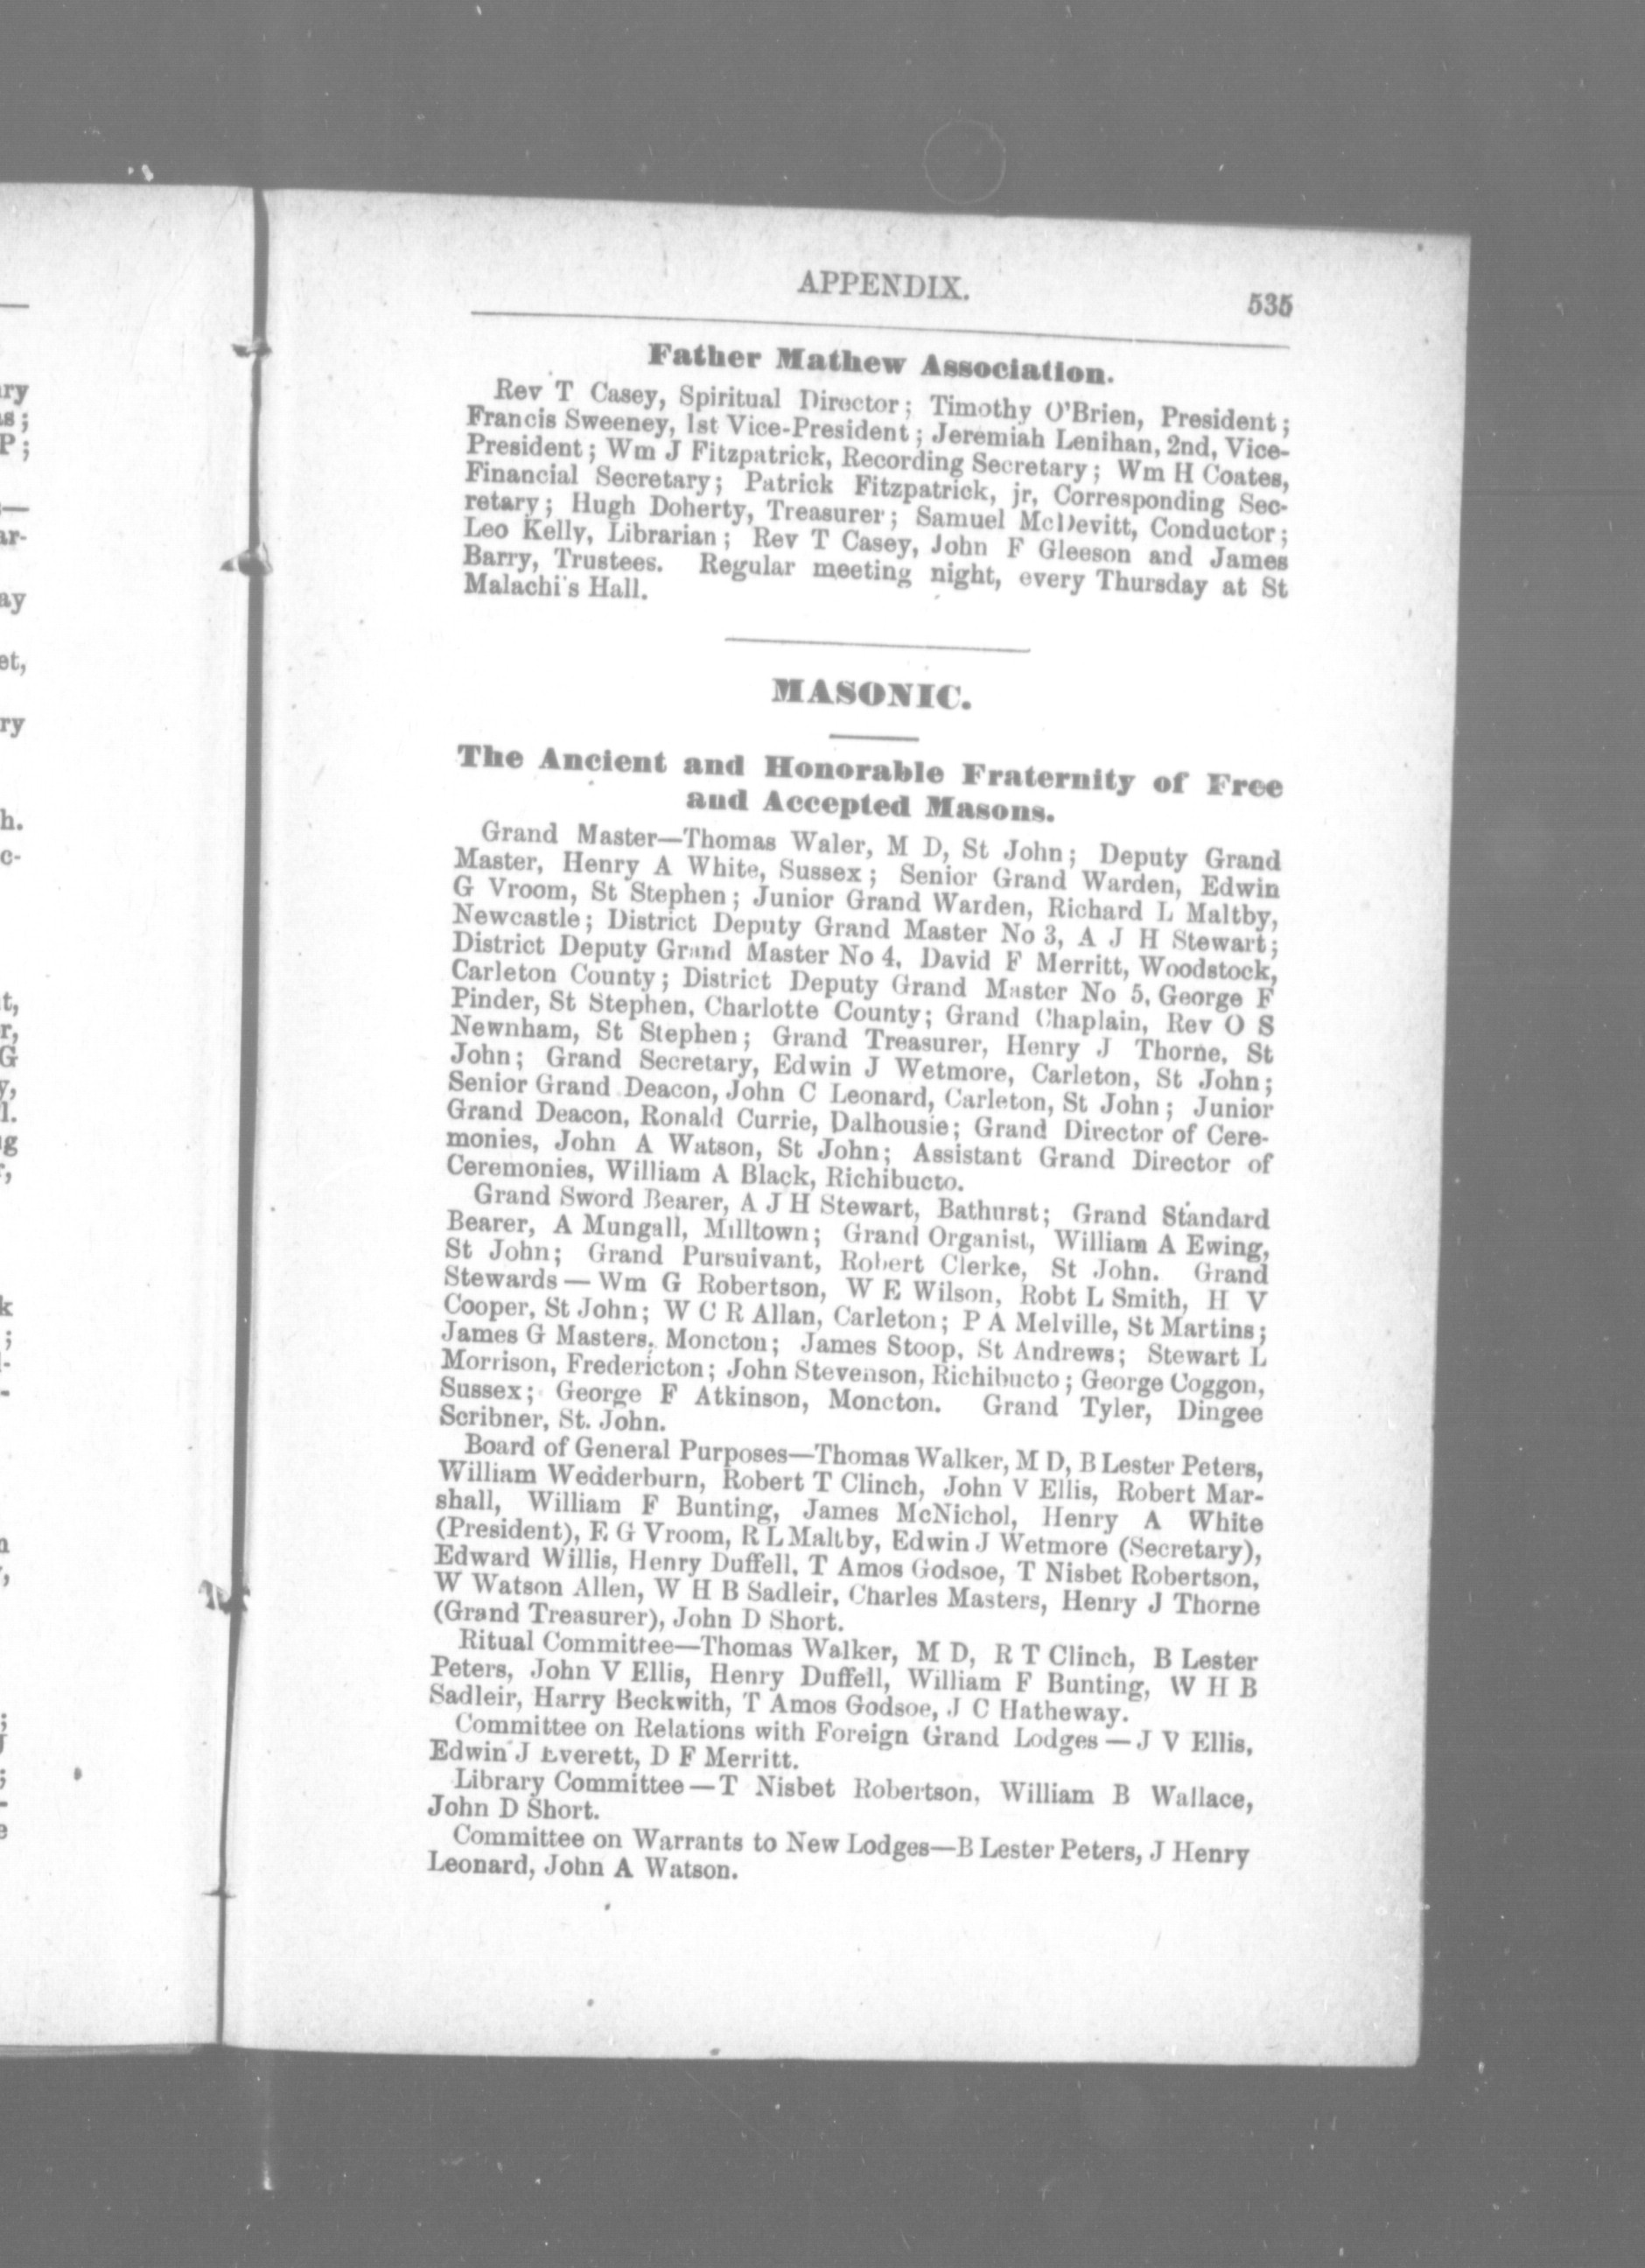 APPENDIX.
535
Father Mathew Association.
Rev T Casey, Spiritual Director; Timothy O'Brien, President;
Francis Sweeney, 1st Vice-President; Jeremiah Lenihan, 2nd, Vice-
President; Wm J Fitzpatrick, Recording Secretary; Wm H Coates,
Financial Secretary; Patrick Fitzpatrick, jr, Corresponding Sec-
retary; Hugh Doherty, Treasurer; Samuel McDevitt, Conductor;
Leo Kelly, Librarian; Rev T Casey, John F Gleeson and James
Barry, Trustees. Regular meeting night, every Thursday at St
Malachi's Hall.
MASONIC.
The Ancient and Honorable Fraternity of Free
and Accepted Masons.
Grand Master—Thomas Waler, M D, St John; Deputy Grand
Master, Henry A White, Sussex; Senior Grand Warden, Edwin
G Vroom, St Stephen; Junior Grand Warden, Richard L Maltby,
Newcastle; District Deputy Grand Master No 3, A J H Stewart;
District Deputy Grand Master No 4, David F Merritt, Woodstock,
Carleton County; District Deputy Grand Master No 5, George F
Pinder, St Stephen, Charlotte County; Grand Chaplain, Rev O S
Newnham, St Stephen; Grand Treasurer, Henry J Thorne, St
John; Grand Secretary, Edwin J Wetmore, Carleton, St John;
Senior Grand Deacon, John C Leonard, Carleton, St John; Junior
Grand Deacon, Ronald Currie, Dalhousie; Grand Director of Cere-
monies, John A Watson, St John; Assistant Grand Director of
Ceremonies, William A Black, Richibucto.
Grand Sword Bearer, A J H Stewart, Bathurst; Grand Standard
Bearer, A Mungall, Milltown; Grand Organist, William A Ewing,
St John; Grand Pursuivant, Robert Clerke, St John. Grand
Stewards—Wm G Robertson, W E Wilson, Robt L Smith, H V
Cooper, St John; W C R Allan, Carleton; P A Melville, St Martins;
James G Masters, Moncton; James Stoop, St Andrews; Stewart L
Morrison, Fredericton; John Stevenson, Richibucto; George Coggon,
Sussex; George F Atkinson, Moncton. Grand Tyler, Dingee
Scribner, St. John.
Board of General Purposes—Thomas Walker, M D, B Lester Peters,
William Wedderburn, Robert T Clinch, John V Ellis, Robert Mar-
shall, William F Bunting, James McNichol, Henry A White
(President), E G Vroom, R L Maltby, Edwin J Wetmore (Secretary),
Edward Willis, Henry Duffell, T Amos Godsoe, T Nisbet Robertson,
W Watson Allen, W H B Sadleir, Charles Masters, Henry J Thorne
(Grand Treasurer), John D Short.
Ritual Committee—Thomas Walker, M D, R T Clinch, B Lester
Peters, John V Ellis, Henry Duffell, William F Bunting, W H B
Sadleir, Harry Beckwith, T Amos Godsoe, J C Hatheway.
Committee on Relations with Foreign Grand Lodges—J V Ellis,
Edwin J Everett, D F Merritt.
Library Committee—T Nisbet Robertson, William B Wallace,
John D Short.
Committee on Warrants to New Lodges—B Lester Peters, J Henry
Leonard, John A Watson.